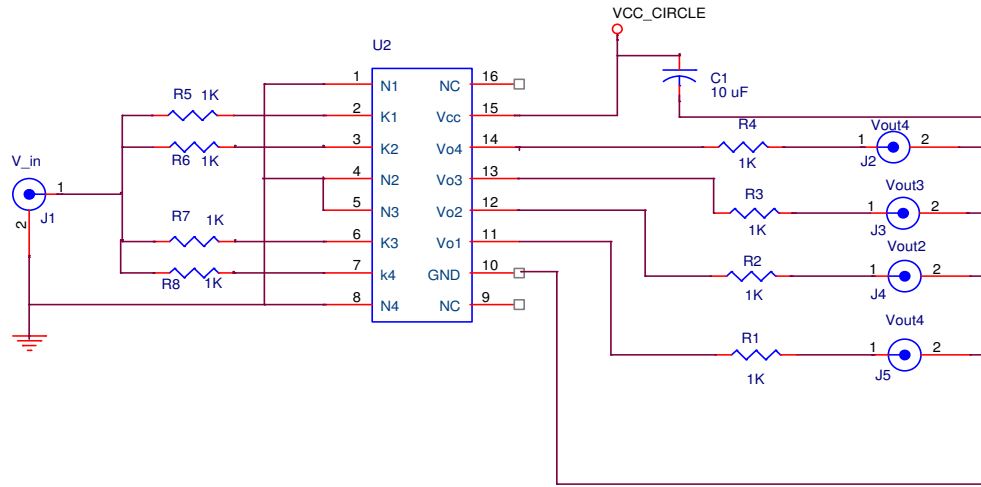 VCC_CIRCLE
U2
C1
10 uF
1 N1 NC 16
R5 1K
2 K1 Vcc 15
R6 1K
3 K2 Vo4 14
R4
1K
Vout4
1 2
J2
V_in
1
J1
2
4 N2 Vo3 13
R3
1K
Vout3
1 2
J3
5 N3 Vo2 12
R7 1K
6 K3 Vo1 11
R2
1K
Vout2
1 2
J4
R8 1K
7 k4 GND 10
8 N4 NC 9
R1
1K
Vout4
1 2
J5